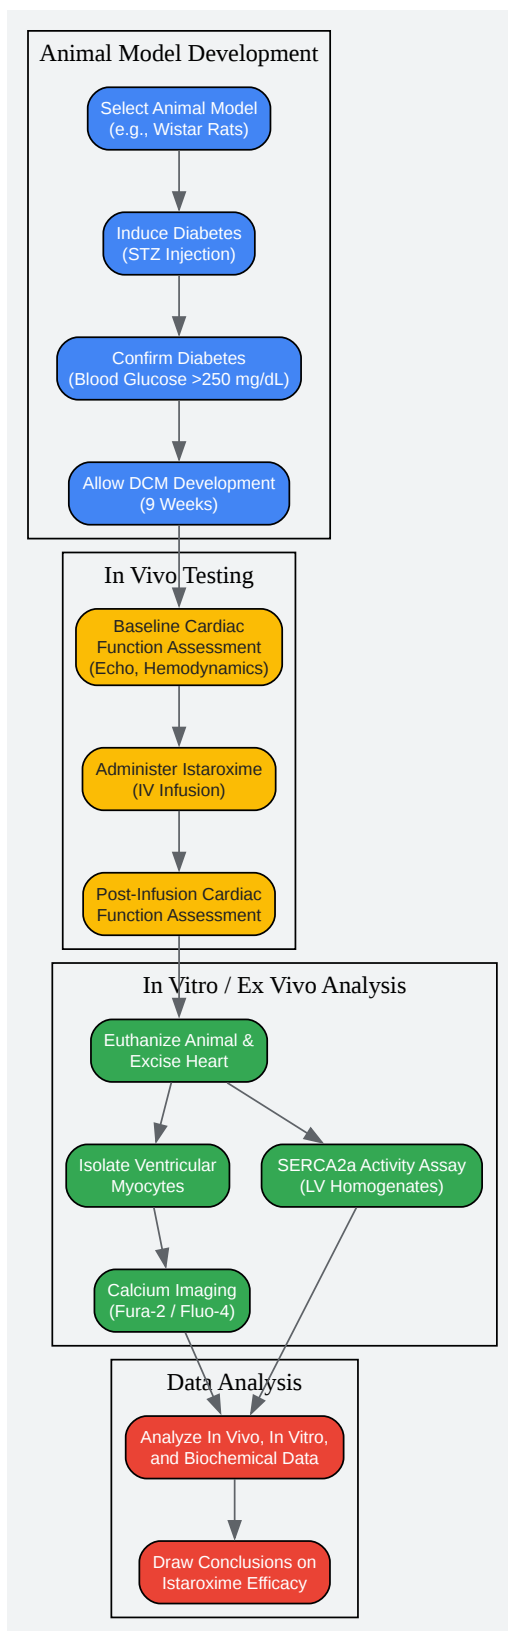 Animal Model Development
Select Animal Model
(e.g., Wistar Rats)
Induce Diabetes
(STZ Injection)
Confirm Diabetes
(Blood Glucose >250 mg/dL)
Allow DCM Development
(9 Weeks)
In Vivo Testing
Baseline Cardiac
Function Assessment
(Echo, Hemodynamics)
Administer Istaroxime
(IV Infusion)
Post-Infusion Cardiac
Function Assessment
In Vitro / Ex Vivo Analysis
Euthanize Animal &
Excise Heart
Isolate Ventricular
Myocytes
SERCA2a Activity Assay
(LV Homogenates)
Calcium Imaging
(Fura-2 / Fluo-4)
Data Analysis
Analyze In Vivo, In Vitro,
and Biochemical Data
Draw Conclusions on
Istaroxime Efficacy